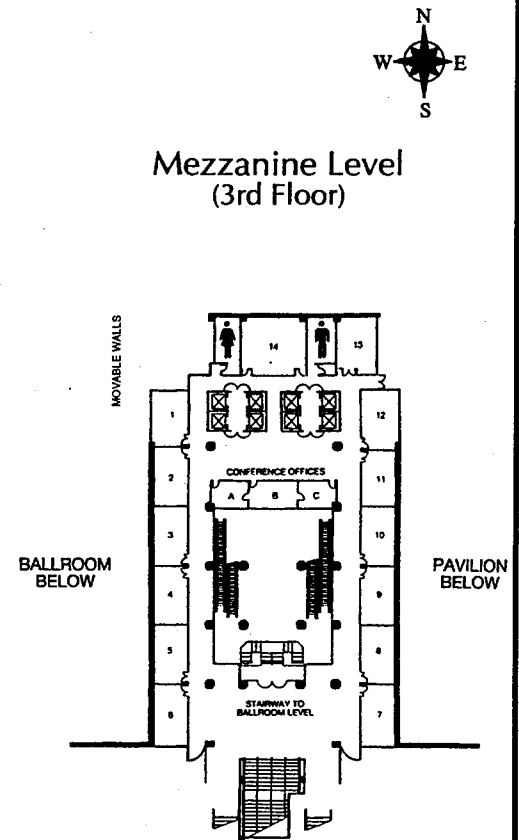 N
W E
S
Mezzanine Level
(3rd Floor)
MOVABLE WALLS
14
13
1
12
CONFERENCE OFFICES
2
11
A B C
3
10
BALLROOM
BELOW
PAVILION
BELOW
4
9
5
8
STAIRWAY TO
BALLROOM LEVEL
6
7